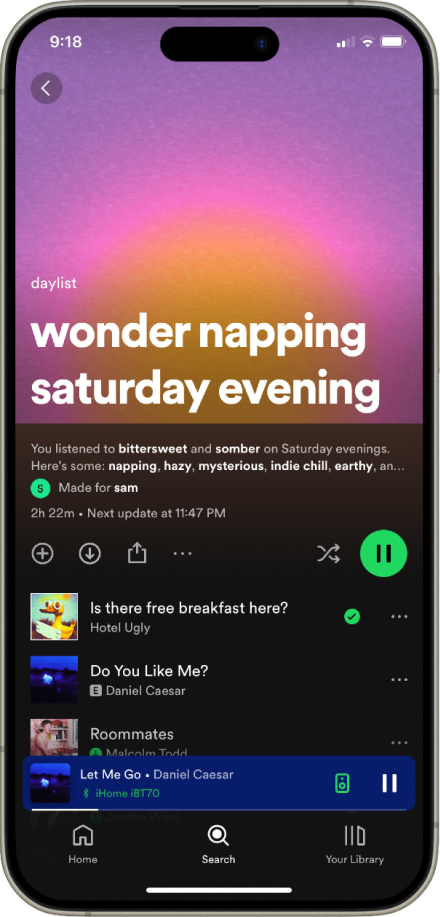 9:18
daylist
wonder napping
saturday evening
You listened to bittersweet and somber on Saturday evenings.
Here's some: napping, hazy, mysterious, indie chill, earthy, an...
S Made for sam
2h 22m • Next update at 11:47 PM
Is there free breakfast here?
Hotel Ugly
Do You Like Me?
E Daniel Caesar
Roommates
Malcolm Todd
Let Me Go • Daniel Caesar
iHome iBT70
Jordan Ward
Home
Search
Your Library